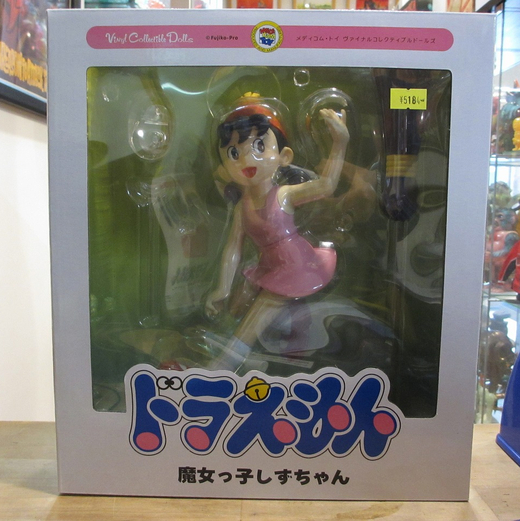 Vinyl Collectible Dolls
©Fujiko-Pro
メディコム・トイ ヴァイナルコレクティブルドールズ
ドラえもん
魔女っ子しずちゃん